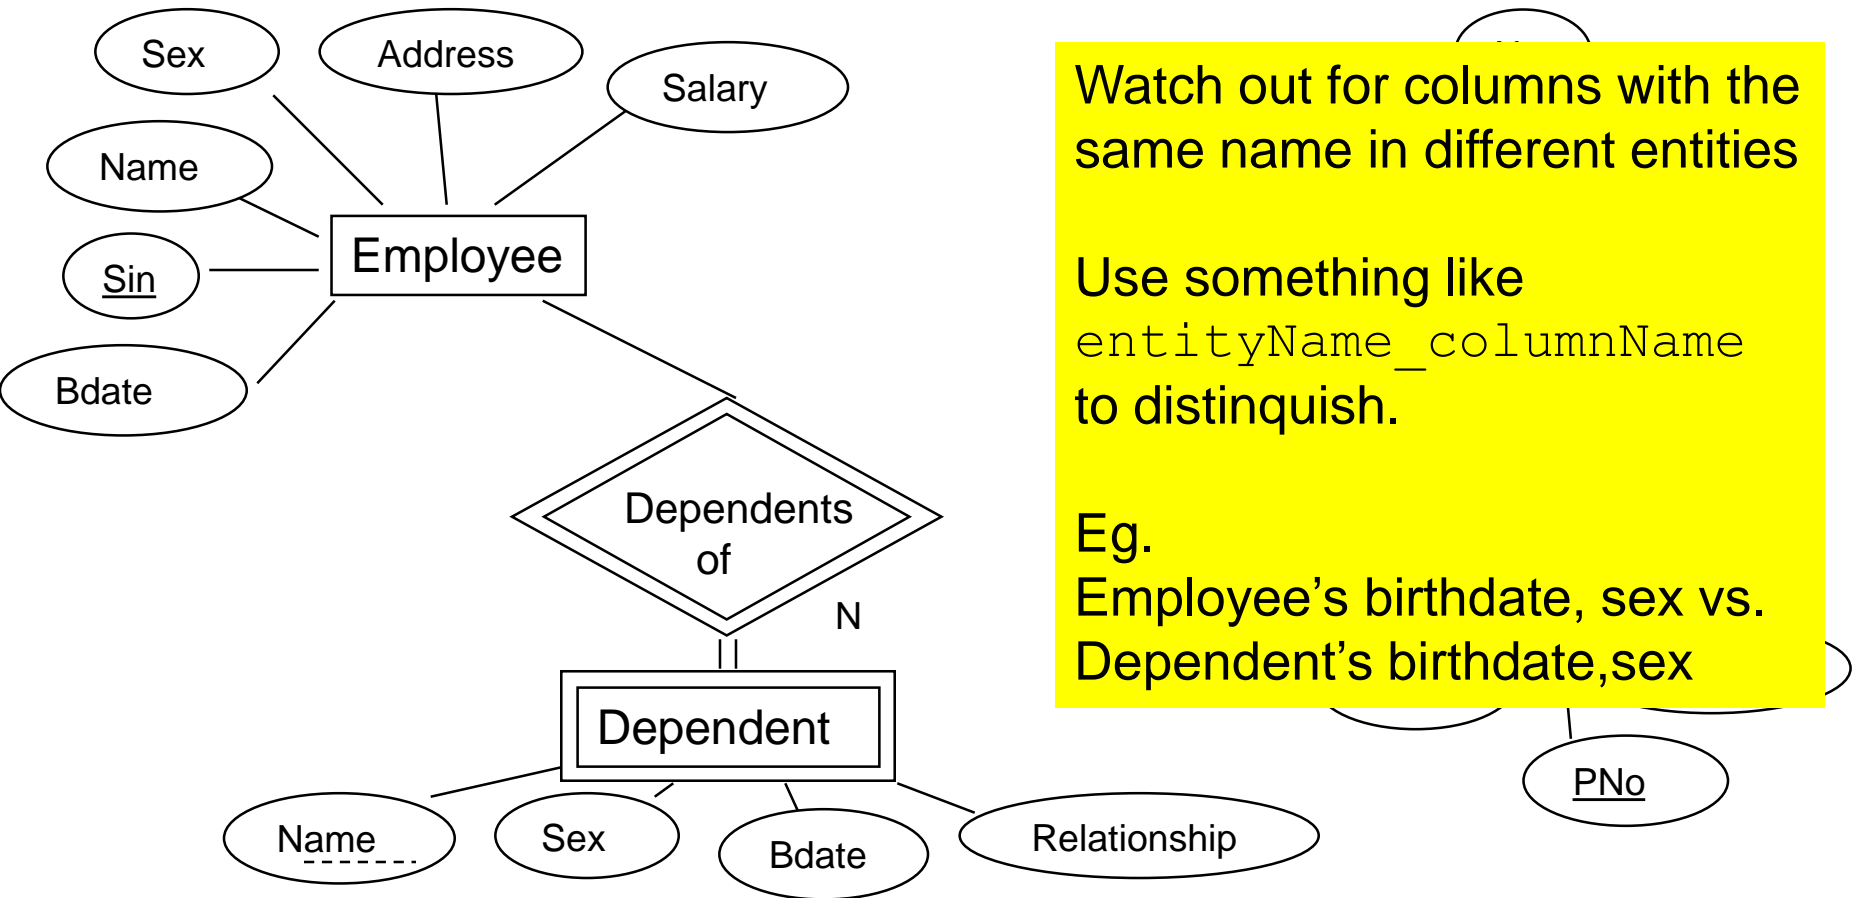 Sex
Address
Salary
Name
Sin
Bdate
Employee
Dependents
of
N
Dependent
Name
Sex
Bdate
Relationship
Watch out for columns with the
same name in different entities
Use something like
entityName_columnName
to distinquish.
Eg.
Employee’s birthdate, sex vs.
Dependent’s birthdate,sex
PNo